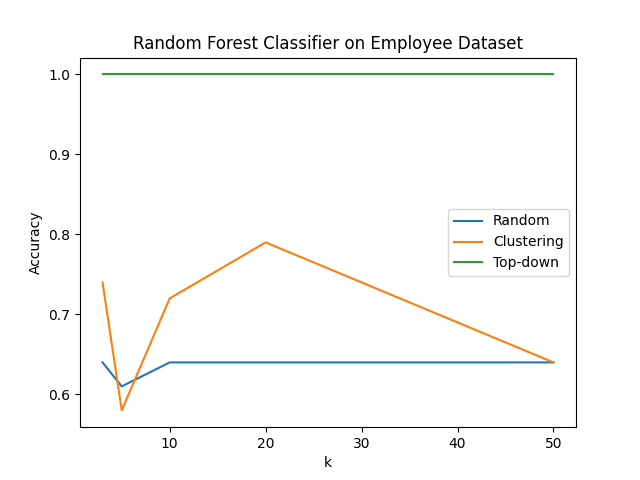 Random Forest Classifier on Employee Dataset
1.0
0.9
0.8
0.7
0.6
Accuracy
Random
Clustering
Top-down
10 20 30 40 50
k